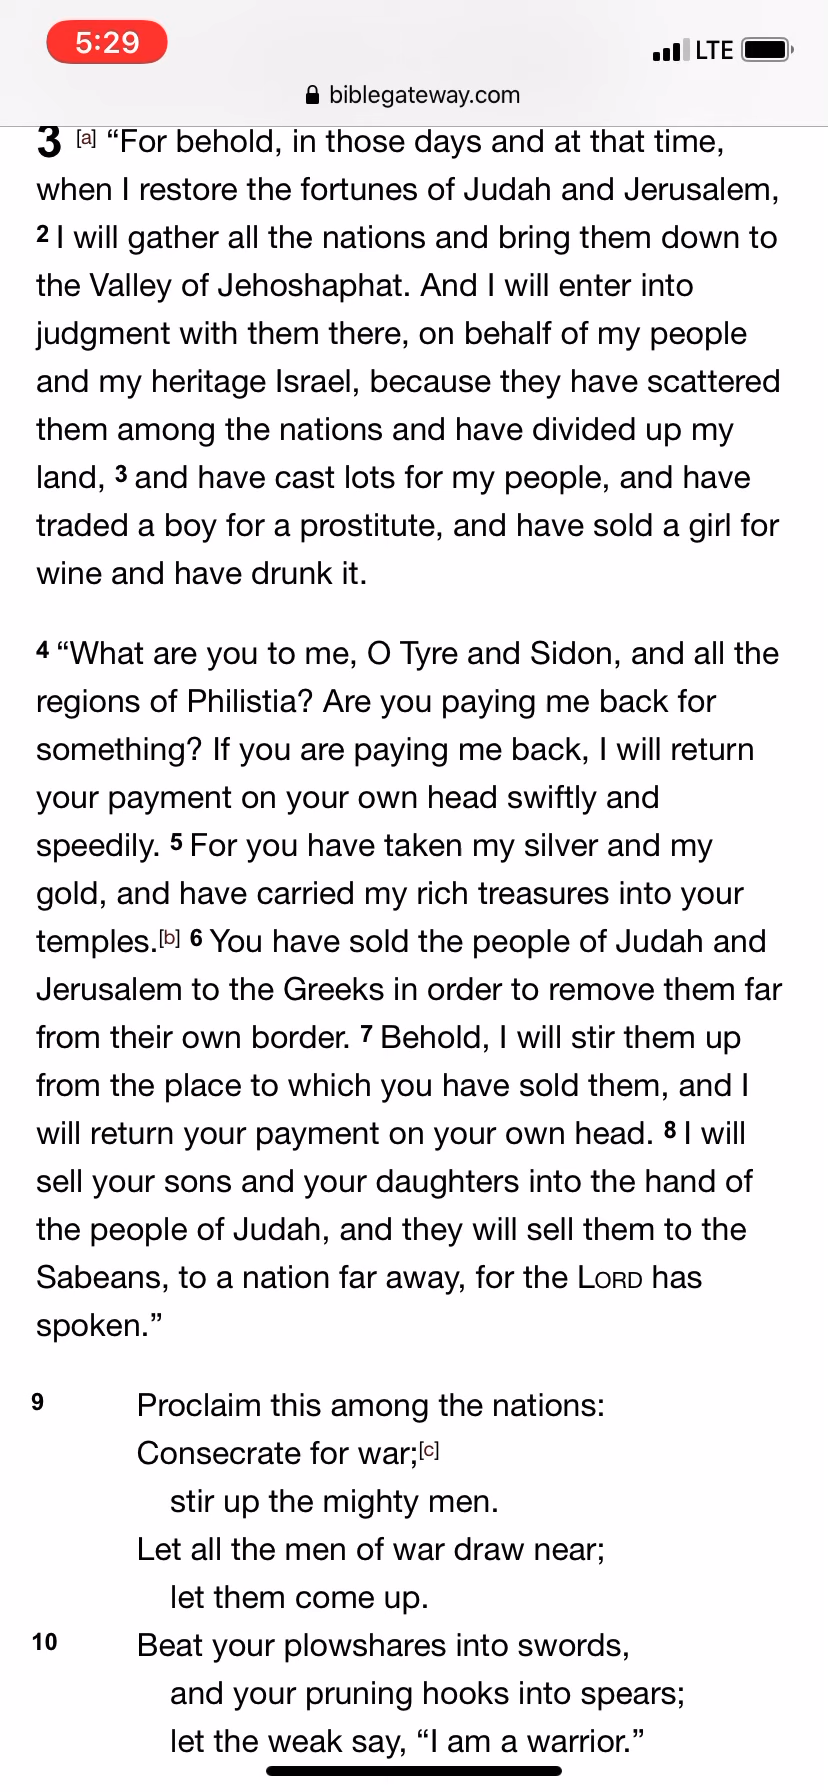 5:29
LTE
biblegateway.com
3 [a] “For behold, in those days and at that time,
when I restore the fortunes of Judah and Jerusalem,
2 I will gather all the nations and bring them down to
the Valley of Jehoshaphat. And I will enter into
judgment with them there, on behalf of my people
and my heritage Israel, because they have scattered
them among the nations and have divided up my
land, 3 and have cast lots for my people, and have
traded a boy for a prostitute, and have sold a girl for
wine and have drunk it.
4 “What are you to me, O Tyre and Sidon, and all the
regions of Philistia? Are you paying me back for
something? If you are paying me back, I will return
your payment on your own head swiftly and
speedily. 5 For you have taken my silver and my
gold, and have carried my rich treasures into your
temples.[b] 6 You have sold the people of Judah and
Jerusalem to the Greeks in order to remove them far
from their own border. 7 Behold, I will stir them up
from the place to which you have sold them, and I
will return your payment on your own head. 8 I will
sell your sons and your daughters into the hand of
the people of Judah, and they will sell them to the
Sabeans, to a nation far away, for the LORD has
spoken.”
9 Proclaim this among the nations:
Consecrate for war;[c]
stir up the mighty men.
Let all the men of war draw near;
let them come up.
10 Beat your plowshares into swords,
and your pruning hooks into spears;
let the weak say, “I am a warrior.”